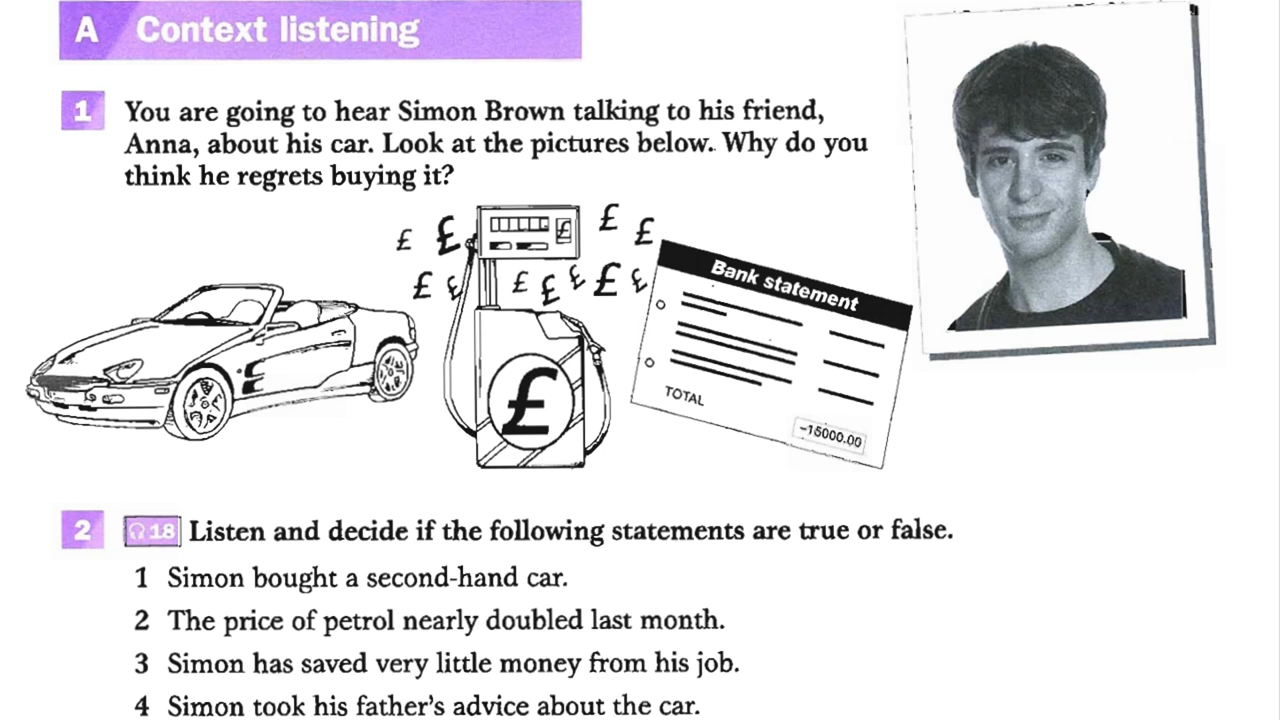 A Context listening
1 You are going to hear Simon Brown talking to his friend,
Anna, about his car. Look at the pictures below. Why do you
think he regrets buying it?
£ £ £ £ £
£ £ £ £ £ £ £
£
Bank statement
TOTAL
-15000.00
2 18 Listen and decide if the following statements are true or false.
1 Simon bought a second-hand car.
2 The price of petrol nearly doubled last month.
3 Simon has saved very little money from his job.
4 Simon took his father's advice about the car.